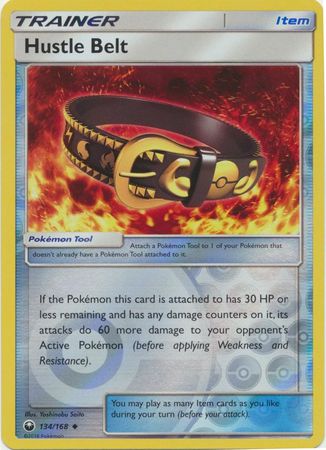 TRAINER Item
Hustle Belt
Pokémon Tool
Attach a Pokémon Tool to 1 of your Pokémon that
doesn't already have a Pokémon Tool attached to it.
If the Pokémon this card is attached to has 30 HP or
less remaining and has any damage counters on it, its
attacks do 60 more damage to your opponent's
Active Pokémon (before applying Weakness and
Resistance).
You may play as many Item cards as you like
during your turn (before your attack).
Illus. Yoshinobu Saito
134/168
©2018 Pokémon